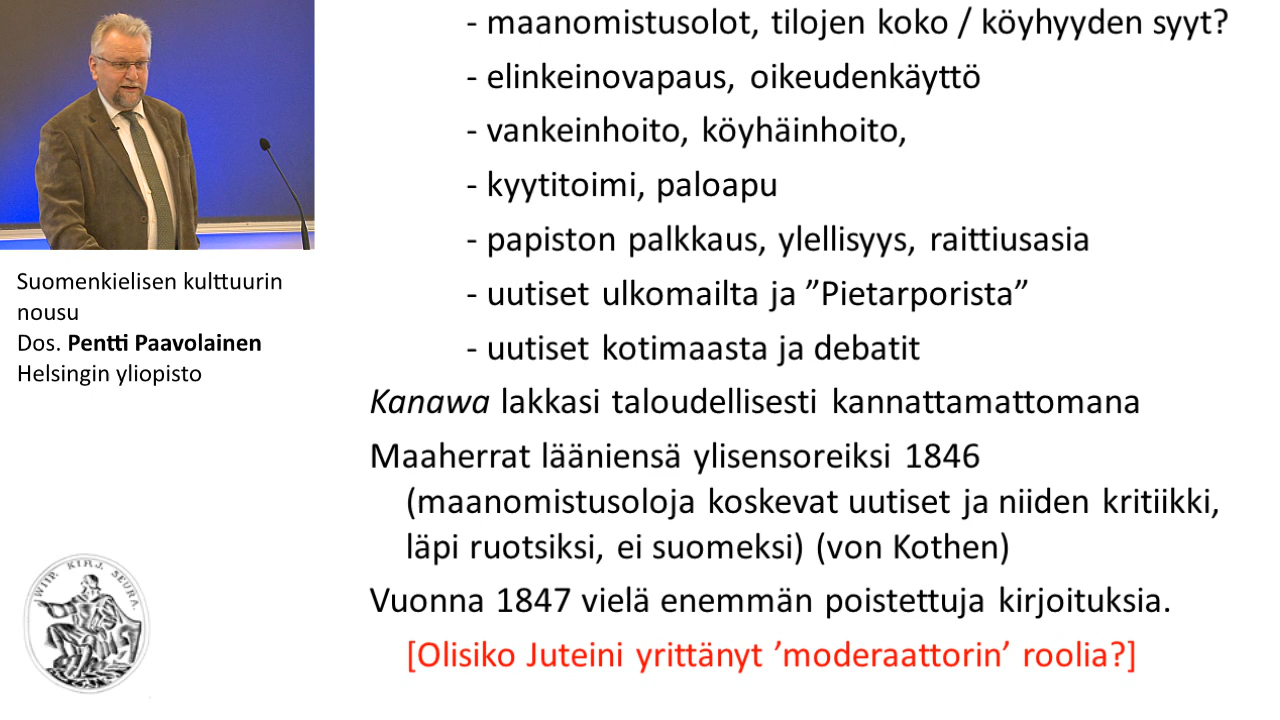 - maanomistusolot, tilojen koko / köyhyyden syyt?
- elinkeinovapaus, oikeudenkäyttö
- vankeinhoito, köyhäinhoito,
- kyytitoimi, paloapu
- papiston palkkaus, ylellisyys, raittiusasia
- uutiset ulkomailta ja ”Pietarporista”
- uutiset kotimaasta ja debatit
Kanawa lakkasi taloudellisesti kannattamattomana
Maaherrat lääniensä ylisensoreiksi 1846
(maanomistusoloja koskevat uutiset ja niiden kritiikki,
läpi ruotsiksi, ei suomeksi) (von Kothen)
Vuonna 1847 vielä enemmän poistettuja kirjoituksia.
[Olisiko Juteini yrittänyt ’moderaattorin’ roolia?]
Suomenkielisen kulttuurin
nousu
Dos. Pentti Paavolainen
Helsingin yliopisto
WIIP. KIRJ. SEURA.